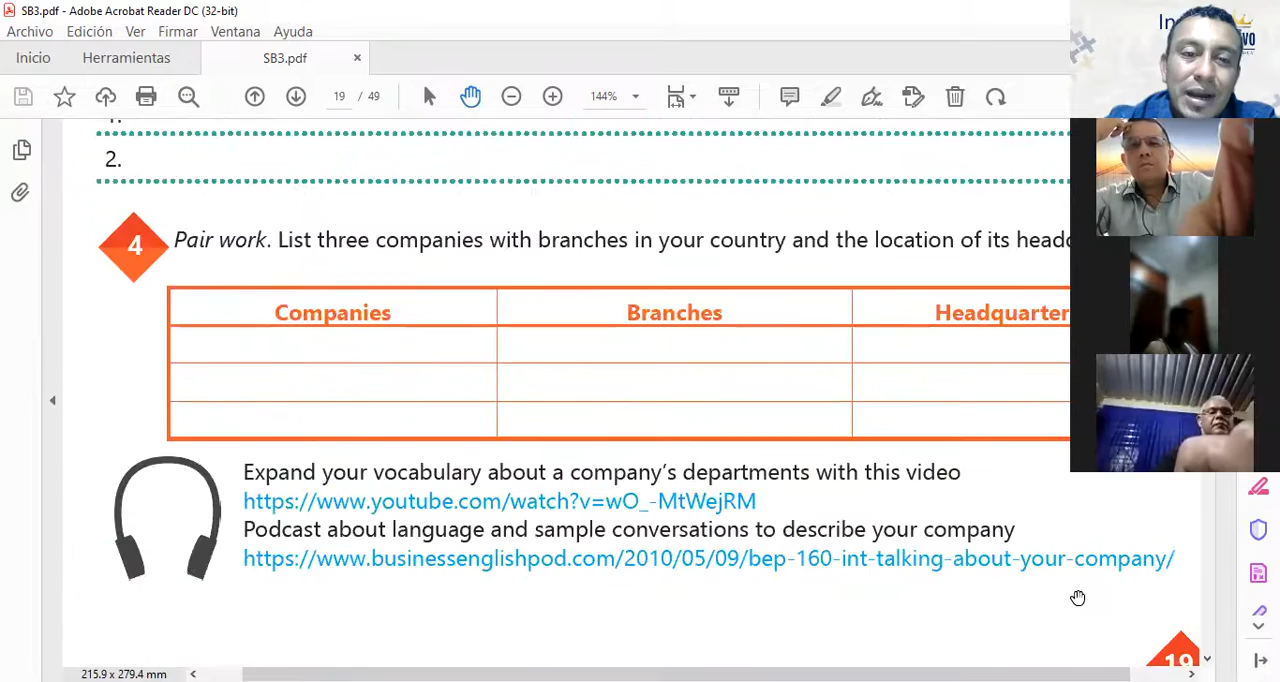 SB3.pdf - Adobe Acrobat Reader DC (32-bit)
Archivo Edición Ver Firmar Ventana Ayuda
Inicio Herramientas SB3.pdf ×
19 / 49 144%
2.
4 Pair work. List three companies with branches in your country and the location of its
Companies Branches Headquarter
Expand your vocabulary about a company's departments with this video
https://www.youtube.com/watch?v=wO_-MtWejRM
Podcast about language and sample conversations to describe your company
https://www.businessenglishpod.com/2010/05/09/bep-160-int-talking-about-your-company/
19
215.9 x 279.4 mm